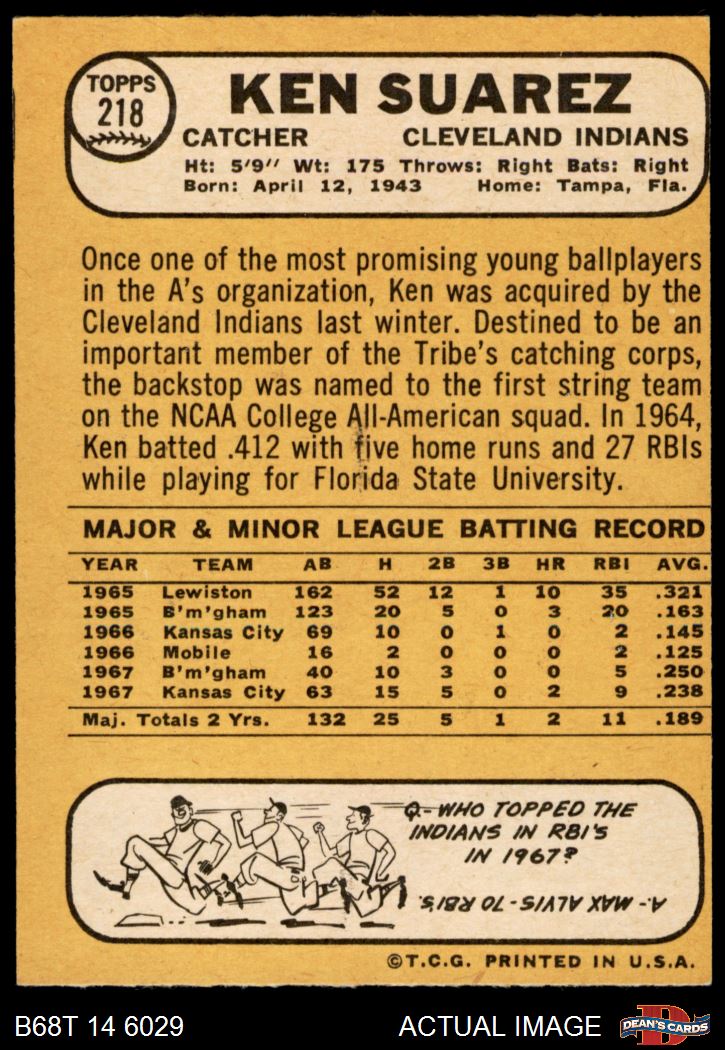 TOPPS
218
KEN SUAREZ
CATCHER CLEVELAND INDIANS
Ht: 5'9" Wt: 175 Throws: Right Bats: Right
Born: April 12, 1943 Home: Tampa, Fla.
Once one of the most promising young ballplayers
in the A's organization, Ken was acquired by the
Cleveland Indians last winter. Destined to be an
important member of the Tribe's catching corps,
the backstop was named to the first string team
on the NCAA College All-American squad. In 1964,
Ken batted .412 with five home runs and 27 RBIs
while playing for Florida State University.
MAJOR & MINOR LEAGUE BATTING RECORD
YEAR TEAM AB H 2B 3B HR RBI AVG.
1965 Lewiston 162 52 12 1 10 35 .321
1965 B'm'gham 123 20 5 0 3 20 .163
1966 Kansas City 69 10 0 1 0 2 .145
1966 Mobile 16 2 0 0 0 2 .125
1967 B'm'gham 40 10 3 0 0 5 .250
1967 Kansas City 63 15 5 0 2 9 .238
Maj. Totals 2 Yrs. 132 25 5 1 2 11 .189
Q-WHO TOPPED THE
INDIANS IN RBI'S
IN 1967?
A- MAX ALVIS-70 RBI'S.
©T.C.G. PRINTED IN U.S.A.
B68T 14 6029 ACTUAL IMAGE
D
DEAN'S CARDS